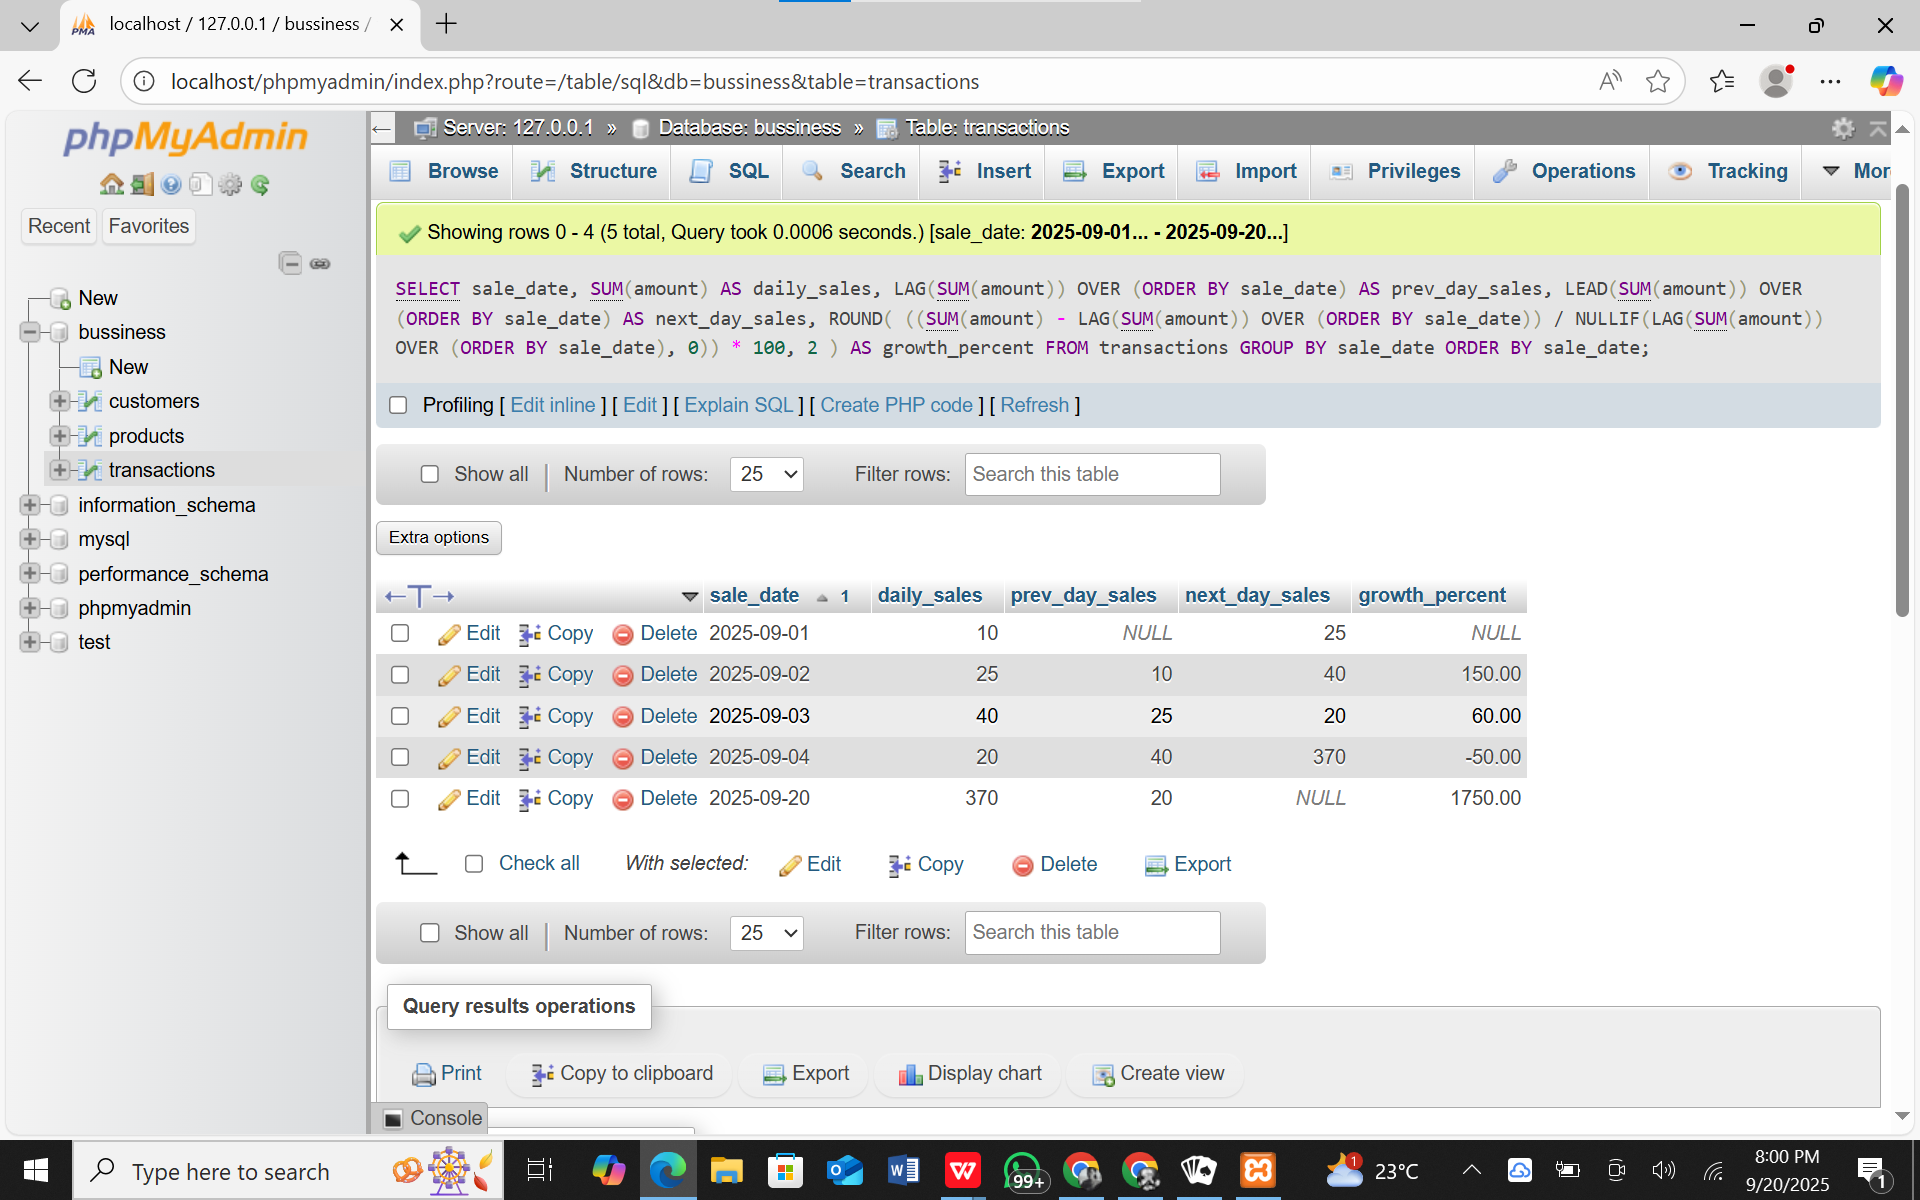 localhost / 127.0.0.1 / bussiness /
localhost/phpmyadmin/index.php?route=/table/sql&db=bussiness&table=transactions
phpMyAdmin
Recent Favorites
New
bussiness
New
customers
products
transactions
information_schema
mysql
performance_schema
phpmyadmin
test
Server: 127.0.0.1 » Database: bussiness » Table: transactions
Browse Structure SQL Search Insert Export Import Privileges Operations Tracking Mor
Showing rows 0 - 4 (5 total, Query took 0.0006 seconds.) [sale_date: 2025-09-01... - 2025-09-20...]
SELECT sale_date, SUM(amount) AS daily_sales, LAG(SUM(amount)) OVER (ORDER BY sale_date) AS prev_day_sales, LEAD(SUM(amount)) OVER
(ORDER BY sale_date) AS next_day_sales, ROUND( ((SUM(amount) - LAG(SUM(amount)) OVER (ORDER BY sale_date)) / NULLIF(LAG(SUM(amount))
OVER (ORDER BY sale_date), 0)) * 100, 2 ) AS growth_percent FROM transactions GROUP BY sale_date ORDER BY sale_date;
Profiling [ Edit inline ] [ Edit ] [ Explain SQL ] [ Create PHP code ] [ Refresh ]
Show all | Number of rows: 25 Filter rows: Search this table
Extra options
sale_date 1 daily_sales prev_day_sales next_day_sales growth_percent
Edit Copy Delete 2025-09-01 10 NULL 25 NULL
Edit Copy Delete 2025-09-02 25 10 40 150.00
Edit Copy Delete 2025-09-03 40 25 20 60.00
Edit Copy Delete 2025-09-04 20 40 370 -50.00
Edit Copy Delete 2025-09-20 370 20 NULL 1750.00
Check all With selected: Edit Copy Delete Export
Show all | Number of rows: 25 Filter rows: Search this table
Query results operations
Print Copy to clipboard Export Display chart Create view
Console
Type here to search
99+
1
23°C
8:00 PM
9/20/2025
1